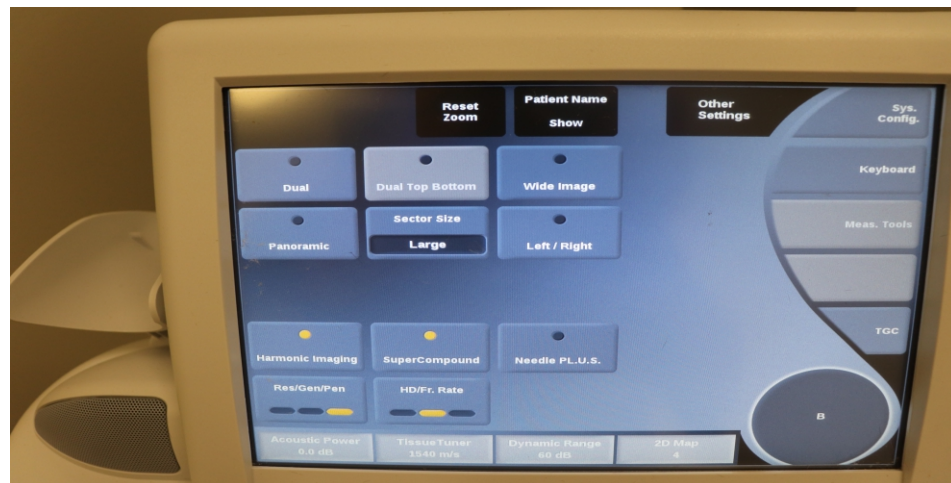 Reset
Zoom
Patient Name
Show
Other
Settings
Sys.
Config.
Dual
Dual Top Bottom
Wide Image
Keyboard
Panoramic
Sector Size
Large
Left / Right
Meas. Tools
Harmonic Imaging
SuperCompound
Needle PL.U.S.
TGC
Res/Gen/Pen
HD/Fr. Rate
B
Acoustic Power
0.0 dB
TissueTuner
1540 m/s
Dynamic Range
60 dB
2D Map
4